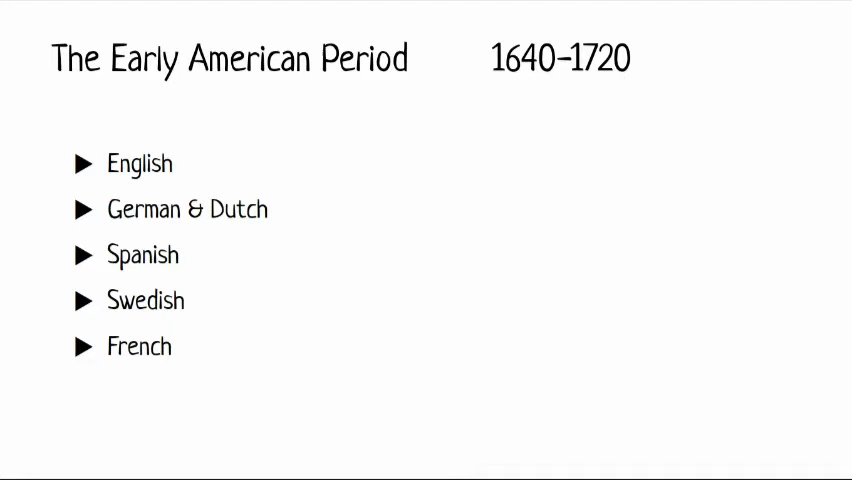 The Early American Period 1640-1720
▶ English
▶ German & Dutch
▶ Spanish
▶ Swedish
▶ French